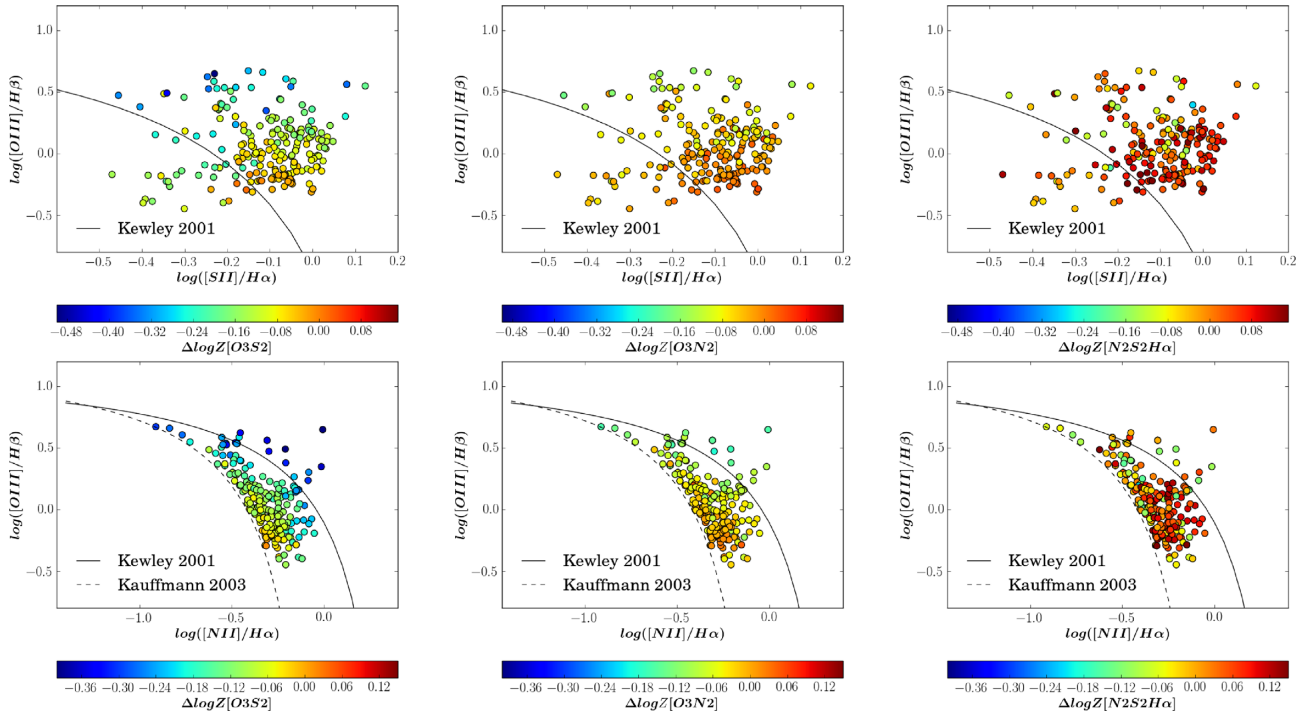 1.0
0.5
0.0
−0.5
log([OIII]/Hβ)
Kewley 2001
−0.5 −0.4 −0.3 −0.2 −0.1 0.0 0.1 0.2
log([SII]/Hα)
−0.48 −0.40 −0.32 −0.24 −0.16 −0.08 0.00 0.08
ΔlogZ[O3S2]
1.0
0.5
0.0
−0.5
log([OIII]/Hβ)
Kewley 2001
−0.5 −0.4 −0.3 −0.2 −0.1 0.0 0.1 0.2
log([SII]/Hα)
−0.48 −0.40 −0.32 −0.24 −0.16 −0.08 0.00 0.08
ΔlogZ[O3N2]
1.0
0.5
0.0
−0.5
log([OIII]/Hβ)
Kewley 2001
−0.5 −0.4 −0.3 −0.2 −0.1 0.0 0.1 0.2
log([SII]/Hα)
−0.48 −0.40 −0.32 −0.24 −0.16 −0.08 0.00 0.08
ΔlogZ[N2S2Hα]
1.0
0.5
0.0
−0.5
log([OIII]/Hβ)
Kewley 2001
Kauffmann 2003
−1.0 −0.5 0.0
log([NII]/Hα)
−0.36 −0.30 −0.24 −0.18 −0.12 −0.06 0.00 0.06 0.12
ΔlogZ[O3S2]
1.0
0.5
0.0
−0.5
log([OIII]/Hβ)
Kewley 2001
Kauffmann 2003
−1.0 −0.5 0.0
log([NII]/Hα)
−0.36 −0.30 −0.24 −0.18 −0.12 −0.06 0.00 0.06 0.12
ΔlogZ[O3N2]
1.0
0.5
0.0
−0.5
log([OIII]/Hβ)
Kewley 2001
Kauffmann 2003
−1.0 −0.5 0.0
log([NII]/Hα)
−0.36 −0.30 −0.24 −0.18 −0.12 −0.06 0.00 0.06 0.12
ΔlogZ[N2S2Hα]